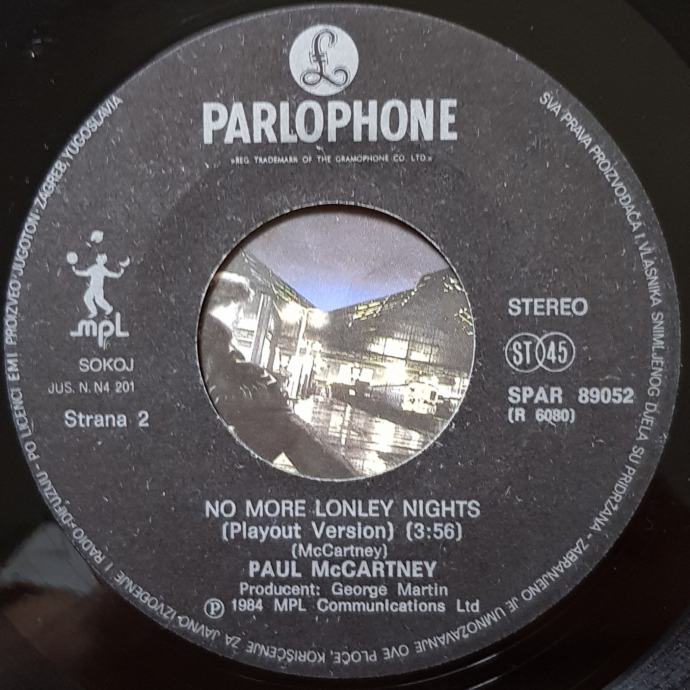 £
PARLOPHONE
»REG. TRADEMARK OF THE GRAMOPHONE CO. LTD.«
mpL
SOKOJ
JUS. N. N4 201
Strana 2
STEREO
ST 45
SPAR 89052
(R 6080)
NO MORE LONLEY NIGHTS
(Playout Version) (3:56)
(McCartney)
PAUL McCARTNEY
Producent: George Martin
Ⓟ 1984 MPL Communications Ltd
SVA PRAVA PROIZVOĐAČA I VLASNIKA SNIMLJENOG DJELA SU PRIDRŽANA - ZABRANJENO JE UMNOŽAVANJE OVE PLOČE, KORIŠĆENJE ZA JAVNO IZVOĐENJE I RADIO-DIFUZIJU - PO LICENCI EMI PROIZVEO JUGOTON - ZAGREB, YUGOSLAVIA